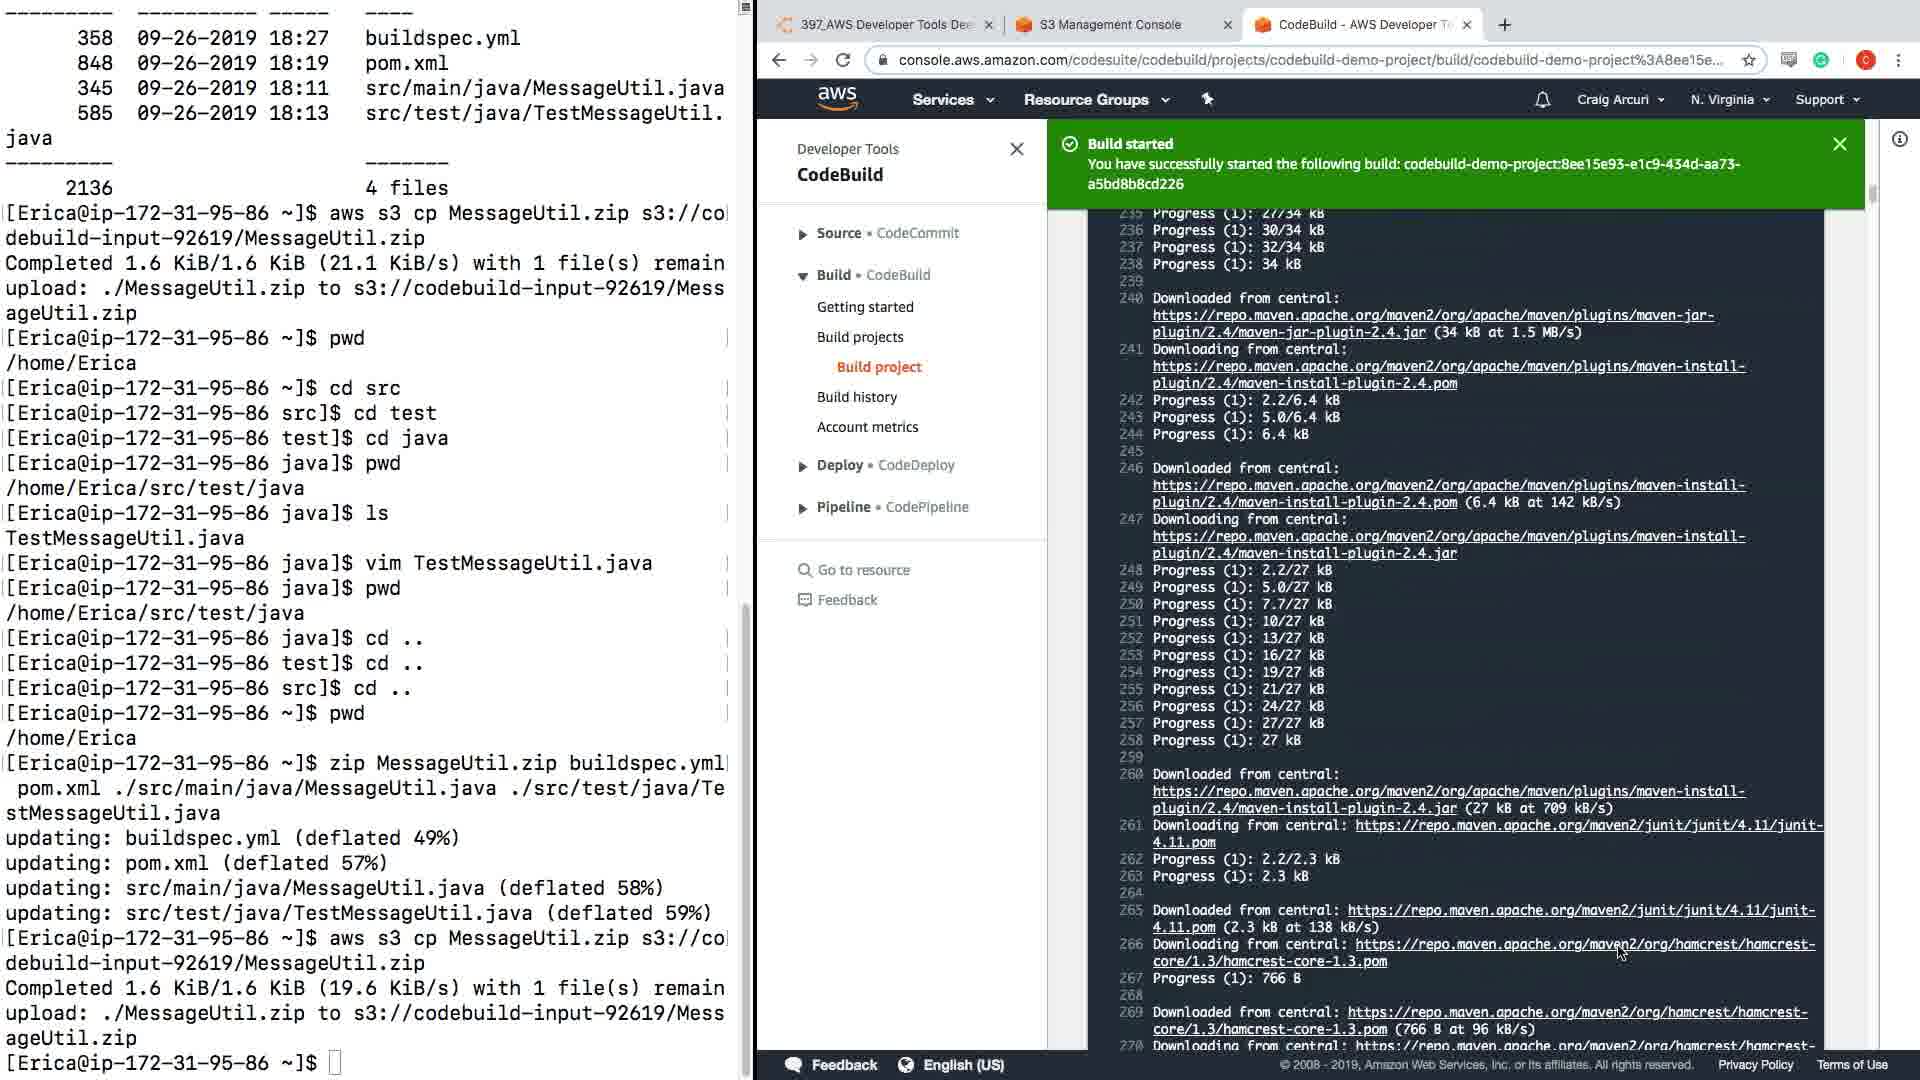 --------- ---------- ----- ----
358 09-26-2019 18:27 buildspec.yml
848 09-26-2019 18:19 pom.xml
345 09-26-2019 18:11 src/main/java/MessageUtil.java
585 09-26-2019 18:13 src/test/java/TestMessageUtil.
java
--------- -------
2136 4 files
[Erica@ip-172-31-95-86 ~]$ aws s3 cp MessageUtil.zip s3://co
debuild-input-92619/MessageUtil.zip
Completed 1.6 KiB/1.6 KiB (21.1 KiB/s) with 1 file(s) remain
upload: ./MessageUtil.zip to s3://codebuild-input-92619/Mess
ageUtil.zip
[Erica@ip-172-31-95-86 ~]$ pwd
/home/Erica
[Erica@ip-172-31-95-86 ~]$ cd src
[Erica@ip-172-31-95-86 src]$ cd test
[Erica@ip-172-31-95-86 test]$ cd java
[Erica@ip-172-31-95-86 java]$ pwd
/home/Erica/src/test/java
[Erica@ip-172-31-95-86 java]$ ls
TestMessageUtil.java
[Erica@ip-172-31-95-86 java]$ vim TestMessageUtil.java
[Erica@ip-172-31-95-86 java]$ pwd
/home/Erica/src/test/java
[Erica@ip-172-31-95-86 java]$ cd ..
[Erica@ip-172-31-95-86 test]$ cd ..
[Erica@ip-172-31-95-86 src]$ cd ..
[Erica@ip-172-31-95-86 ~]$ pwd
/home/Erica
[Erica@ip-172-31-95-86 ~]$ zip MessageUtil.zip buildspec.yml
pom.xml ./src/main/java/MessageUtil.java ./src/test/java/Te
stMessageUtil.java
updating: buildspec.yml (deflated 49%)
updating: pom.xml (deflated 57%)
updating: src/main/java/MessageUtil.java (deflated 58%)
updating: src/test/java/TestMessageUtil.java (deflated 59%)
[Erica@ip-172-31-95-86 ~]$ aws s3 cp MessageUtil.zip s3://co
debuild-input-92619/MessageUtil.zip
Completed 1.6 KiB/1.6 KiB (19.6 KiB/s) with 1 file(s) remain
upload: ./MessageUtil.zip to s3://codebuild-input-92619/Mess
ageUtil.zip
[Erica@ip-172-31-95-86 ~]$
397_AWS Developer Tools Dee
S3 Management Console
CodeBuild - AWS Developer To
console.aws.amazon.com/codesuite/codebuild/projects/codebuild-demo-project/build/codebuild-demo-project%3A8ee15e...
C
aws Services Resource Groups Craig Arcuri N. Virginia Support
Developer Tools
CodeBuild
Source • CodeCommit
Build • CodeBuild
Getting started
Build projects
Build project
Build history
Account metrics
Deploy • CodeDeploy
Pipeline • CodePipeline
Go to resource
Feedback
Build started
You have successfully started the following build: codebuild-demo-project:8ee15e93-e1c9-434d-aa73-
a5bd8b8cd226
235 Progress (1): 27/34 kB
236 Progress (1): 30/34 kB
237 Progress (1): 32/34 kB
238 Progress (1): 34 kB
239
240 Downloaded from central:
https://repo.maven.apache.org/maven2/org/apache/maven/plugins/maven-jar-
plugin/2.4/maven-jar-plugin-2.4.jar (34 kB at 1.5 MB/s)
241 Downloading from central:
https://repo.maven.apache.org/maven2/org/apache/maven/plugins/maven-install-
plugin/2.4/maven-install-plugin-2.4.pom
242 Progress (1): 2.2/6.4 kB
243 Progress (1): 5.0/6.4 kB
244 Progress (1): 6.4 kB
245
246 Downloaded from central:
https://repo.maven.apache.org/maven2/org/apache/maven/plugins/maven-install-
plugin/2.4/maven-install-plugin-2.4.pom (6.4 kB at 142 kB/s)
247 Downloading from central:
https://repo.maven.apache.org/maven2/org/apache/maven/plugins/maven-install-
plugin/2.4/maven-install-plugin-2.4.jar
248 Progress (1): 2.2/27 kB
249 Progress (1): 5.0/27 kB
250 Progress (1): 7.7/27 kB
251 Progress (1): 10/27 kB
252 Progress (1): 13/27 kB
253 Progress (1): 16/27 kB
254 Progress (1): 19/27 kB
255 Progress (1): 21/27 kB
256 Progress (1): 24/27 kB
257 Progress (1): 27/27 kB
258 Progress (1): 27 kB
259
260 Downloaded from central:
https://repo.maven.apache.org/maven2/org/apache/maven/plugins/maven-install-
plugin/2.4/maven-install-plugin-2.4.jar (27 kB at 709 kB/s)
261 Downloading from central: https://repo.maven.apache.org/maven2/junit/junit/4.11/junit-
4.11.pom
262 Progress (1): 2.2/2.3 kB
263 Progress (1): 2.3 kB
264
265 Downloaded from central: https://repo.maven.apache.org/maven2/junit/junit/4.11/junit-
4.11.pom (2.3 kB at 138 kB/s)
266 Downloading from central: https://repo.maven.apache.org/maven2/org/hamcrest/hamcrest-
core/1.3/hamcrest-core-1.3.pom
267 Progress (1): 766 B
268
269 Downloaded from central: https://repo.maven.apache.org/maven2/org/hamcrest/hamcrest-
core/1.3/hamcrest-core-1.3.pom (766 B at 96 kB/s)
270 Downloading from central: https://repo.maven.apache.org/maven2/org/hamcrest/hamcrest-
Feedback English (US) © 2008 - 2019, Amazon Web Services, Inc. or its affiliates. All rights reserved. Privacy Policy Terms of Use